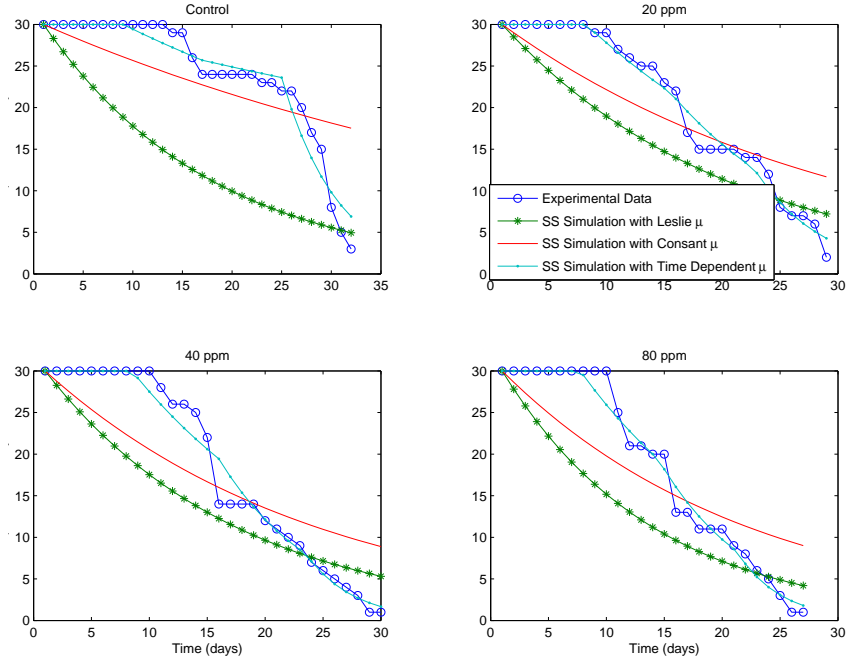 Control
30
25
20
15
10
5
0
0 5 10 15 20 25 30 35
20 ppm
30
25
20
15
10
5
0
0 5 10 15 20 25 30
Experimental Data
SS Simulation with Leslie μ
SS Simulation with Consant μ
SS Simulation with Time Dependent μ
40 ppm
30
25
20
15
10
5
0
0 5 10 15 20 25 30
Time (days)
80 ppm
30
25
20
15
10
5
0
0 5 10 15 20 25 30
Time (days)